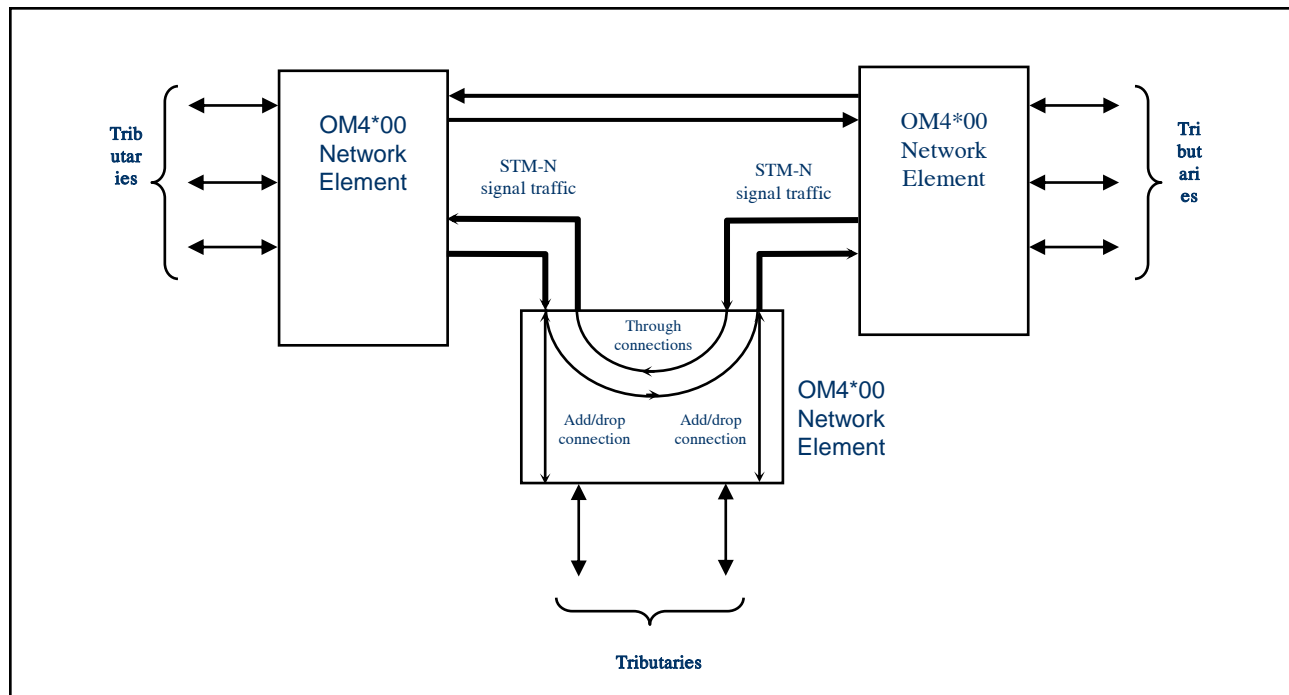 Trib
utar
ies
OM4*00
Network
Element
STM-N
signal traffic
STM-N
signal traffic
OM4*00
Network
Element
Tri
but
ari
es
Through
connections
Add/drop
connection
Add/drop
connection
OM4*00
Network
Element
Tributaries